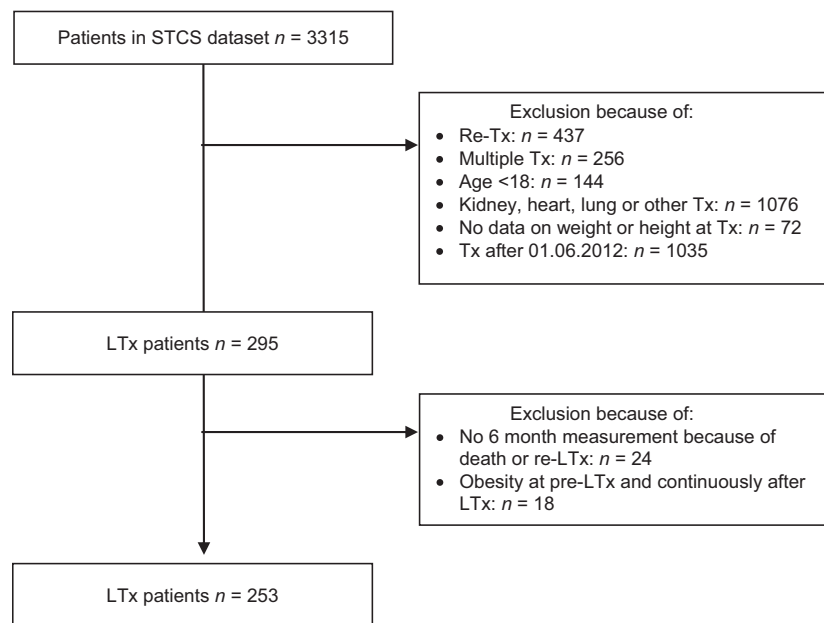 Patients in STCS dataset n = 3315
Exclusion because of:
• Re-Tx: n = 437
• Multiple Tx: n = 256
• Age <18: n = 144
• Kidney, heart, lung or other Tx: n = 1076
• No data on weight or height at Tx: n = 72
• Tx after 01.06.2012: n = 1035
LTx patients n = 295
Exclusion because of:
• No 6 month measurement because of
death or re-LTx: n = 24
• Obesity at pre-LTx and continuously after
LTx: n = 18
LTx patients n = 253